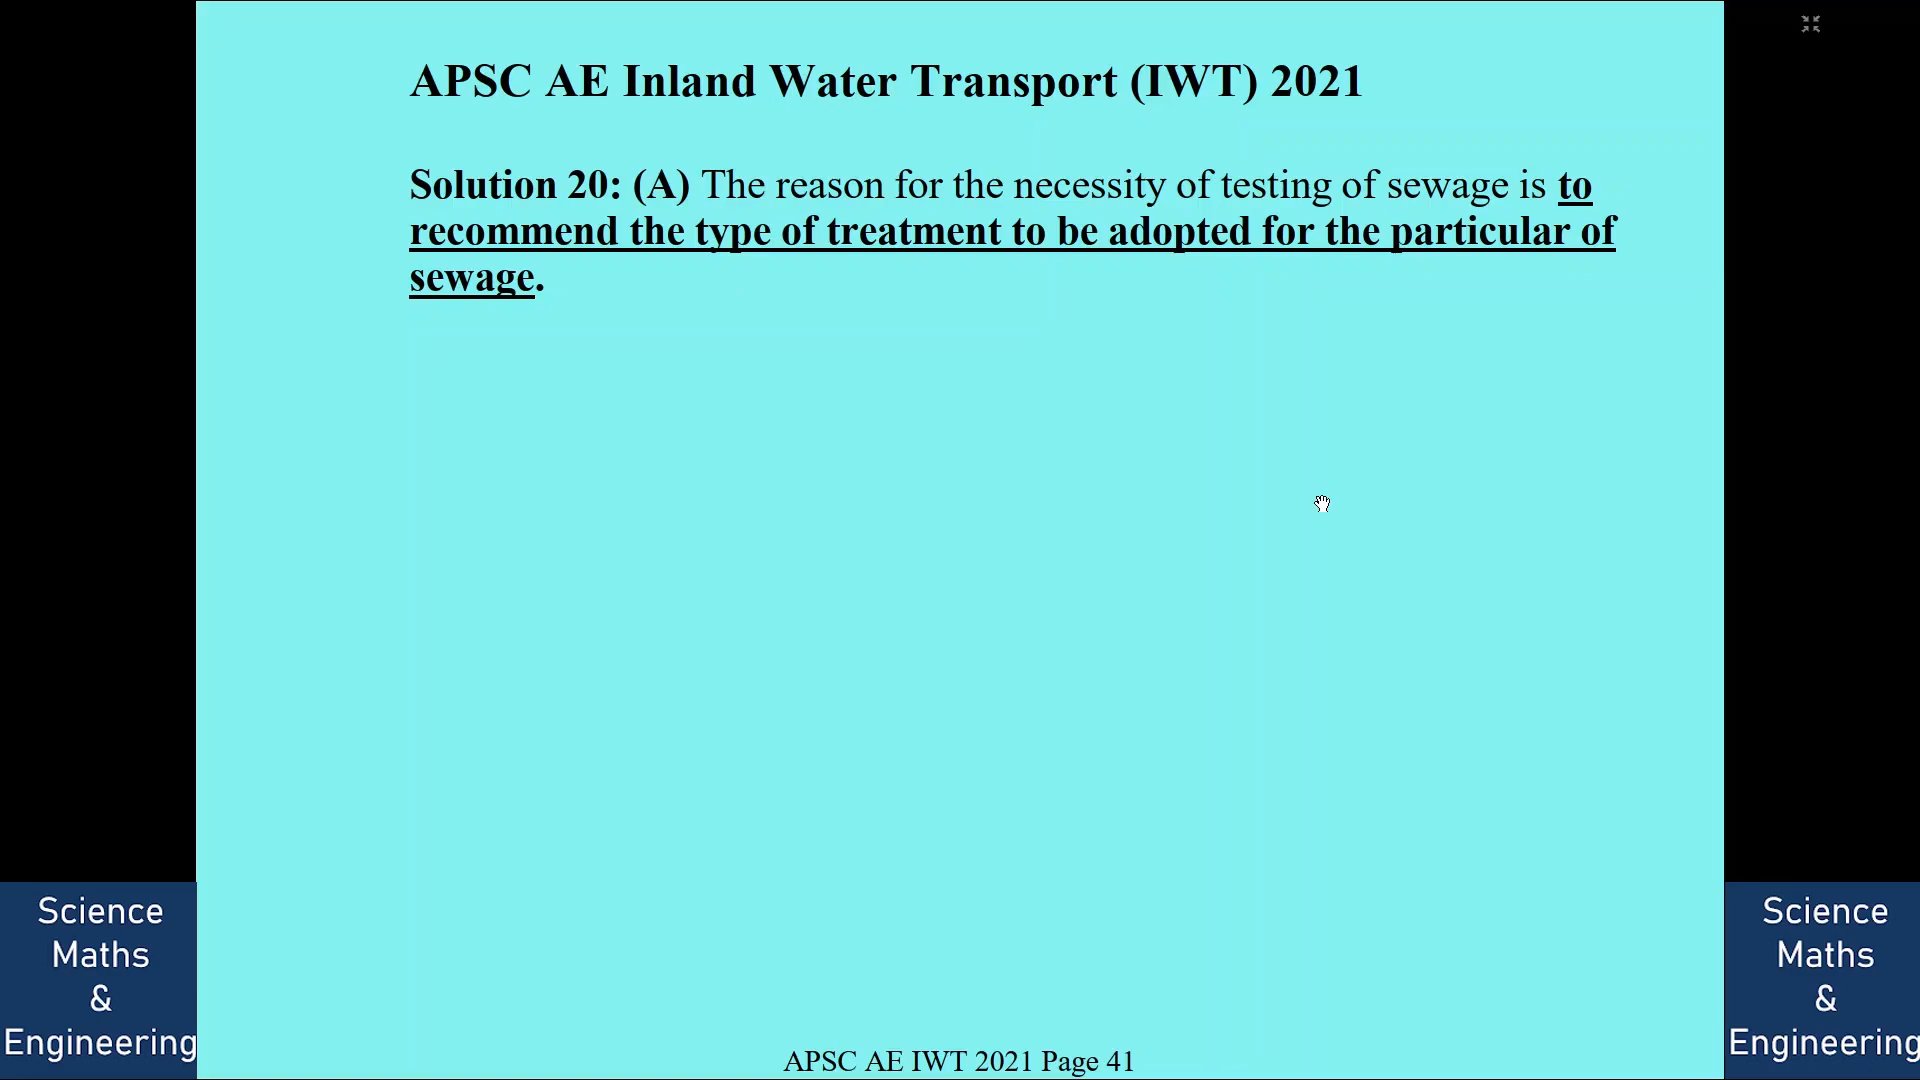 APSC AE Inland Water Transport (IWT) 2021
Solution 20: (A) The reason for the necessity of testing of sewage is to
recommend the type of treatment to be adopted for the particular of
sewage.
Science
Maths
&
Engineering
Science
Maths
&
Engineering
APSC AE IWT 2021 Page 41